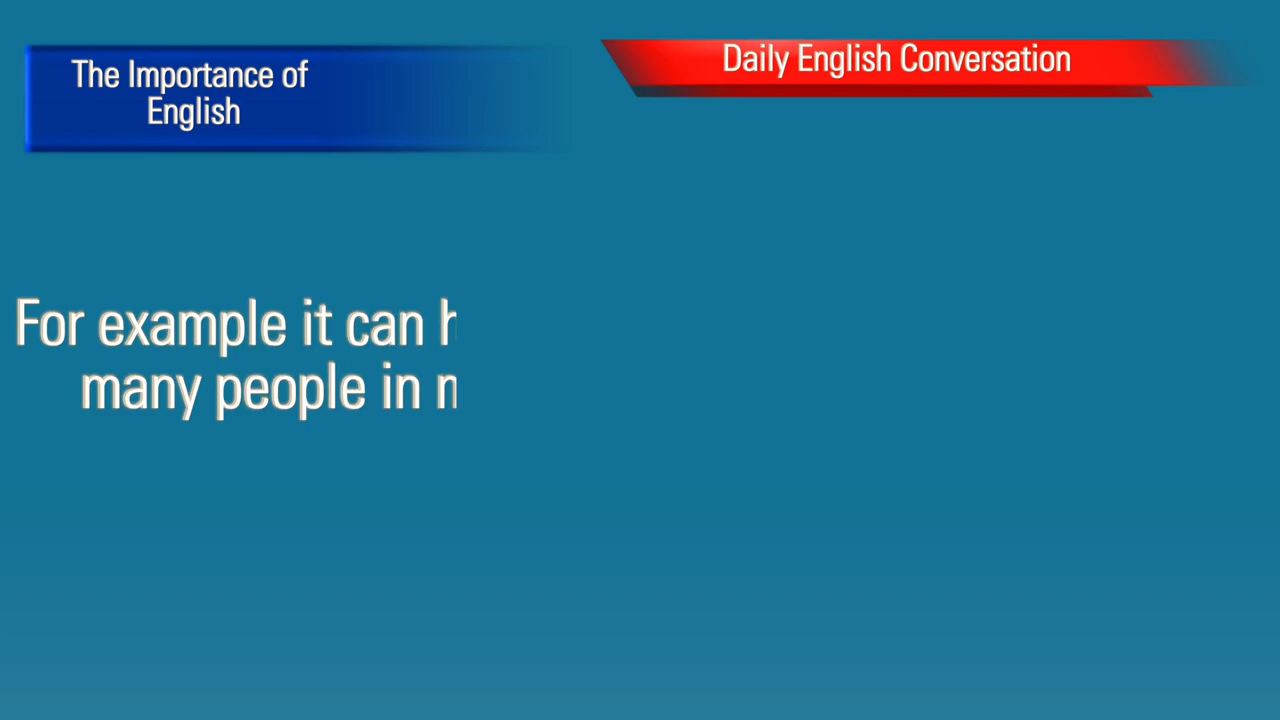 The Importance of
English
Daily English Conversation
For example it can
many people in